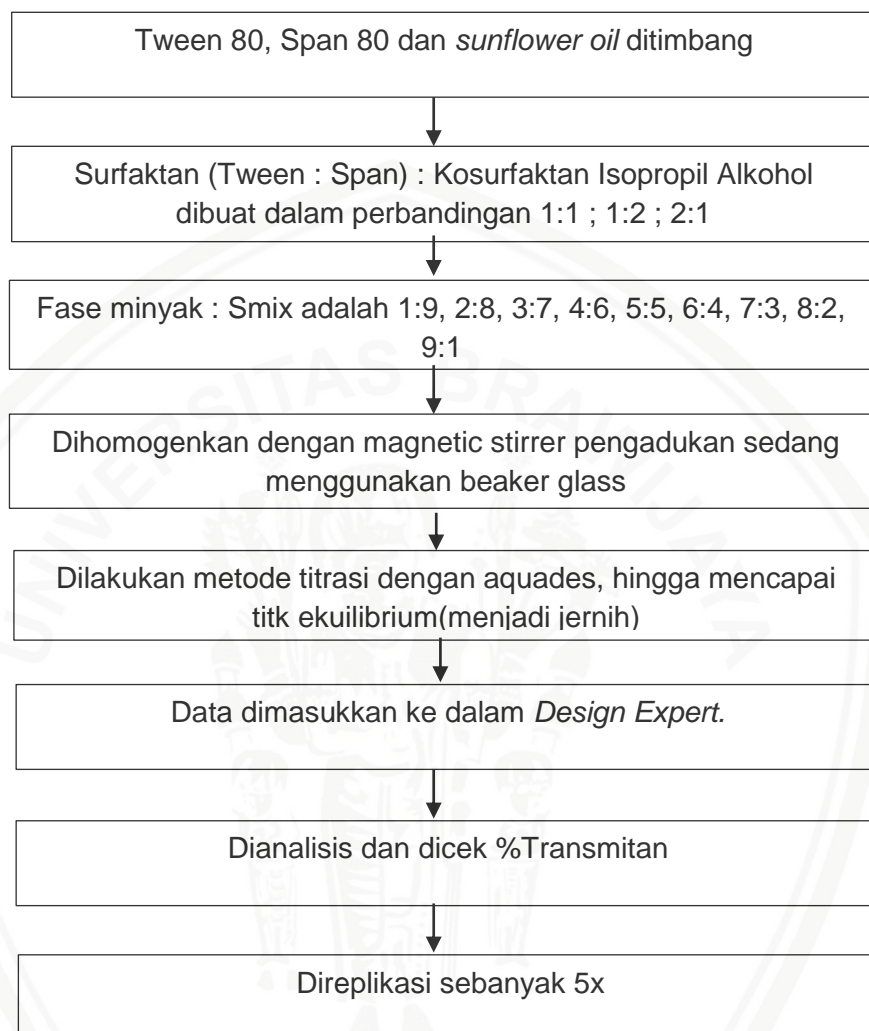 Tween 80, Span 80 dan sunflower oil ditimbang
Surfaktan (Tween : Span) : Kosurfaktan Isopropil Alkohol
dibuat dalam perbandingan 1:1 ; 1:2 ; 2:1
Fase minyak : Smix adalah 1:9, 2:8, 3:7, 4:6, 5:5, 6:4, 7:3, 8:2,
9:1
Dihomogenkan dengan magnetic stirrer pengadukan sedang
menggunakan beaker glass
Dilakukan metode titrasi dengan aquades, hingga mencapai
titk ekuilibrium(menjadi jernih)
Data dimasukkan ke dalam Design Expert.
Dianalisis dan dicek %Transmitan
Direplikasi sebanyak 5x
UNIVERSITAS BRAWIJAYA